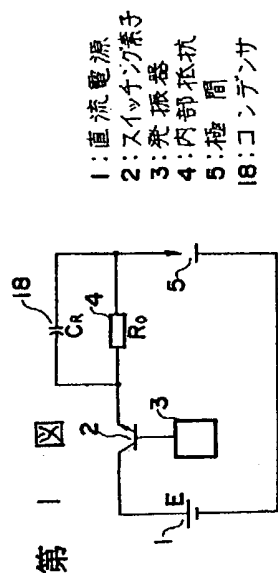 第 1 図
18
CR
4
R0
2
3
E
1
5
1:直流電源
2:スイッチング素子
3:発振器
4:内部抵抗
5:極間
18:コンデンサ